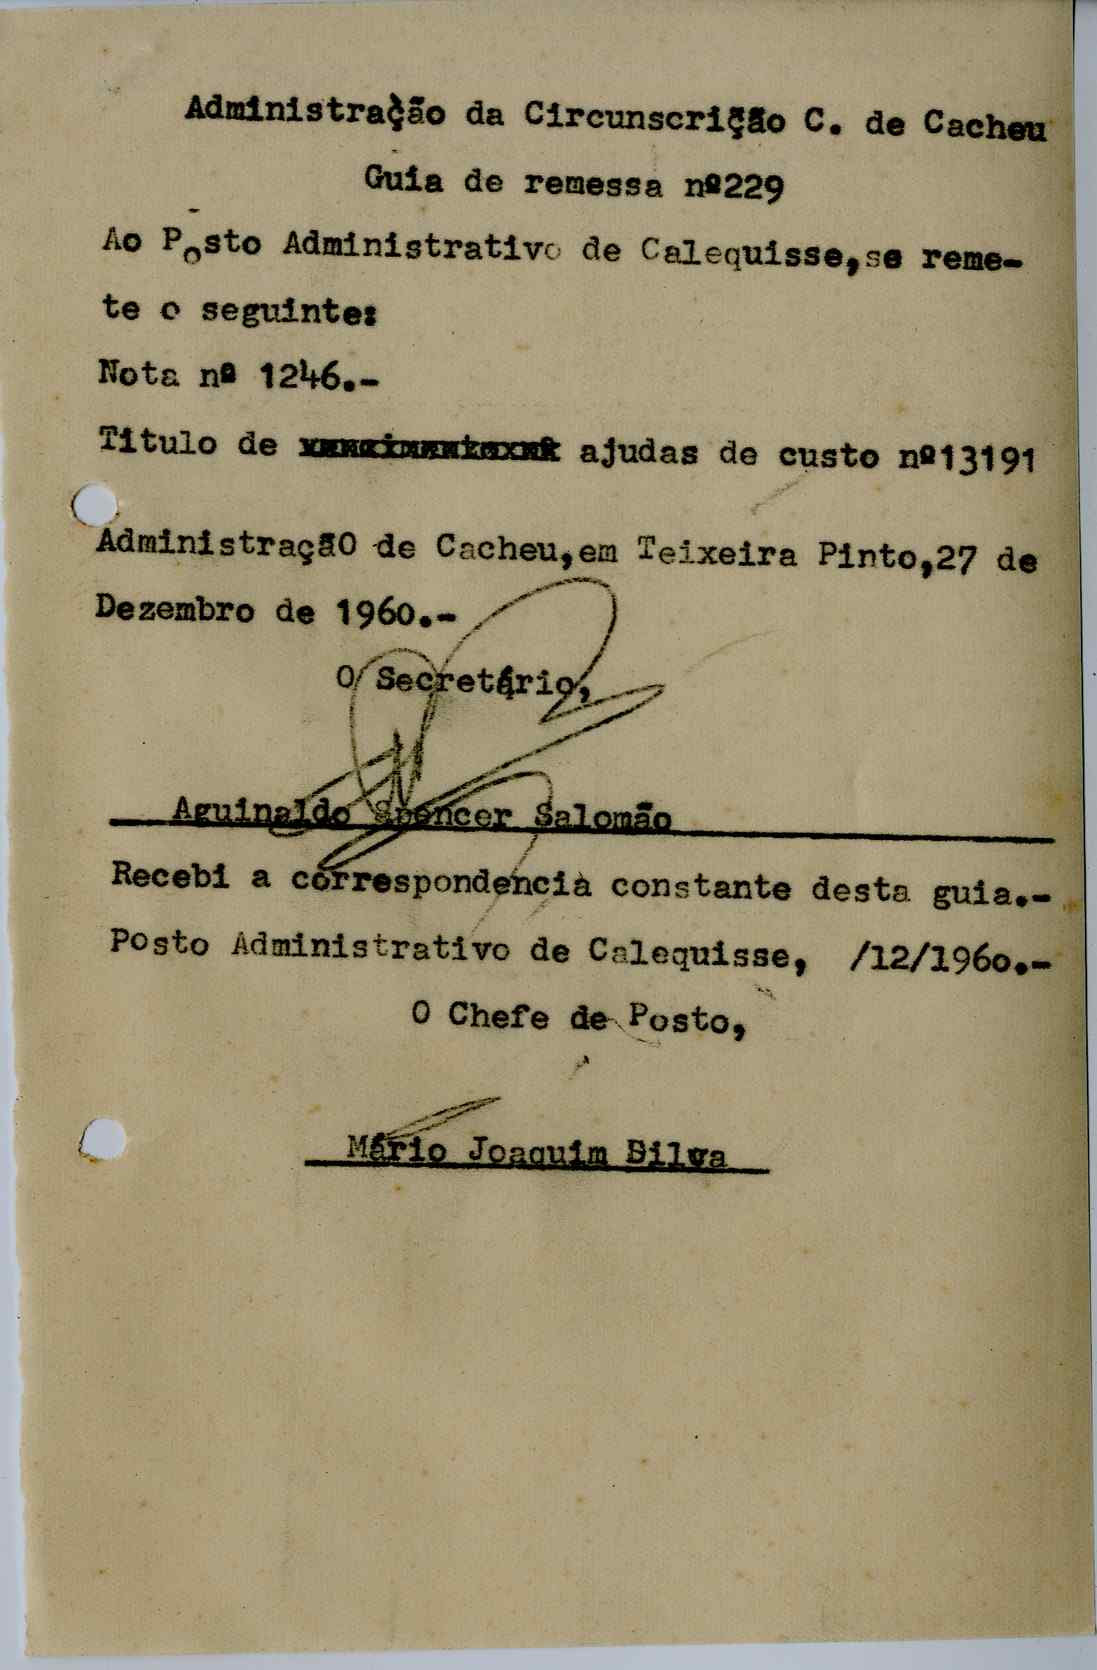 Administração da Circunscrição C. de Cacheu
Guia de remessa nº229
Ao Posto Administrativo de Calequisse,se reme-
te o seguinte:
Nota nº 1246.-
Titulo de ajudas de custo nº13191
Administração de Cacheu,em Teixeira Pinto,27 de
Dezembro de 1960.-
O Secretário,
Aguinaldo Spencer Salomão
Recebi a correspondencia constante desta guia.-
Posto Administrativo de Calequisse, /12/1960.-
O Chefe de Posto,
Mário Joaquim Silva